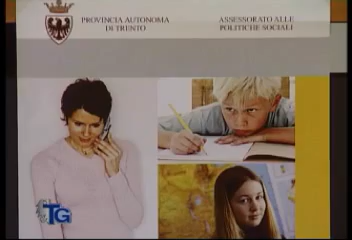 PROVINCIA AUTONOMA
DI TRENTO
ASSESSORATO ALLE
POLITICHE SOCIALI
TG